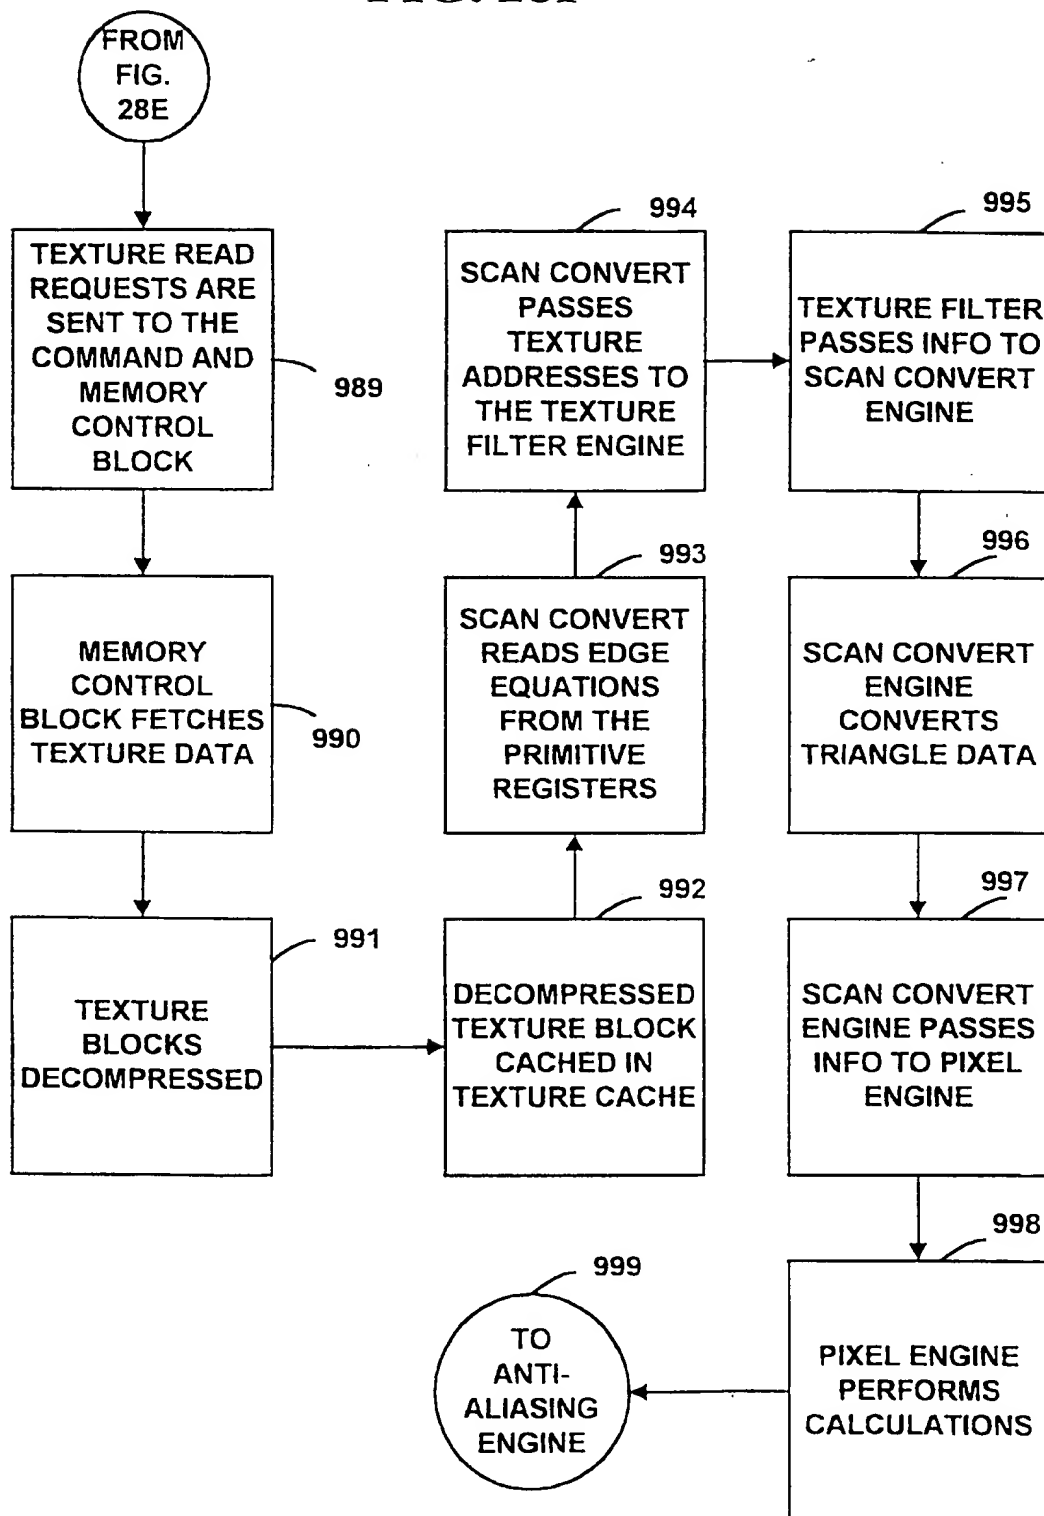 FROM
FIG.
28E
TEXTURE READ
REQUESTS ARE
SENT TO THE
COMMAND AND
MEMORY
CONTROL
BLOCK
989
MEMORY
CONTROL
BLOCK FETCHES
TEXTURE DATA
990
TEXTURE
BLOCKS
DECOMPRESSED
991
DECOMPRESSED
TEXTURE BLOCK
CACHED IN
TEXTURE CACHE
992
SCAN CONVERT
READS EDGE
EQUATIONS
FROM THE
PRIMITIVE
REGISTERS
993
SCAN CONVERT
PASSES
TEXTURE
ADDRESSES TO
THE TEXTURE
FILTER ENGINE
994
TEXTURE FILTER
PASSES INFO TO
SCAN CONVERT
ENGINE
995
SCAN CONVERT
ENGINE
CONVERTS
TRIANGLE DATA
996
SCAN CONVERT
ENGINE PASSES
INFO TO PIXEL
ENGINE
997
PIXEL ENGINE
PERFORMS
CALCULATIONS
998
TO
ANTI-
ALIASING
ENGINE
999